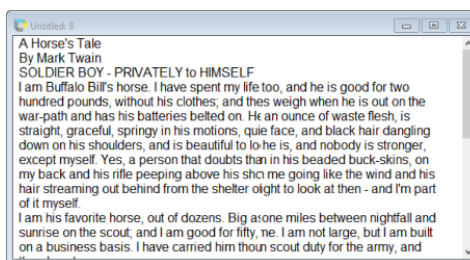 Untitled: 8
A Horse's Tale
By Mark Twain
SOLDIER BOY - PRIVATELY to HIMSELF
I am Buffalo Bill's horse. I have spent my life too, and he is good for two
hundred pounds, without his clothes; and thes weigh when he is out on the
war-path and has his batteries belted on. He an ounce of waste flesh, is
straight, graceful, springy in his motions, quie face, and black hair dangling
down on his shoulders, and is beautiful to lo he is, and nobody is stronger,
except myself. Yes, a person that doubts than in his beaded buck-skins, on
my back and his rifle peeping above his sho me going like the wind and his
hair streaming out behind from the shelter o light to look at then - and I'm part
of it myself.
I am his favorite horse, out of dozens. Big as one miles between nightfall and
sunrise on the scout; and I am good for fifty, ne. I am not large, but I am built
on a business basis. I have carried him thoun scout duty for the army, and